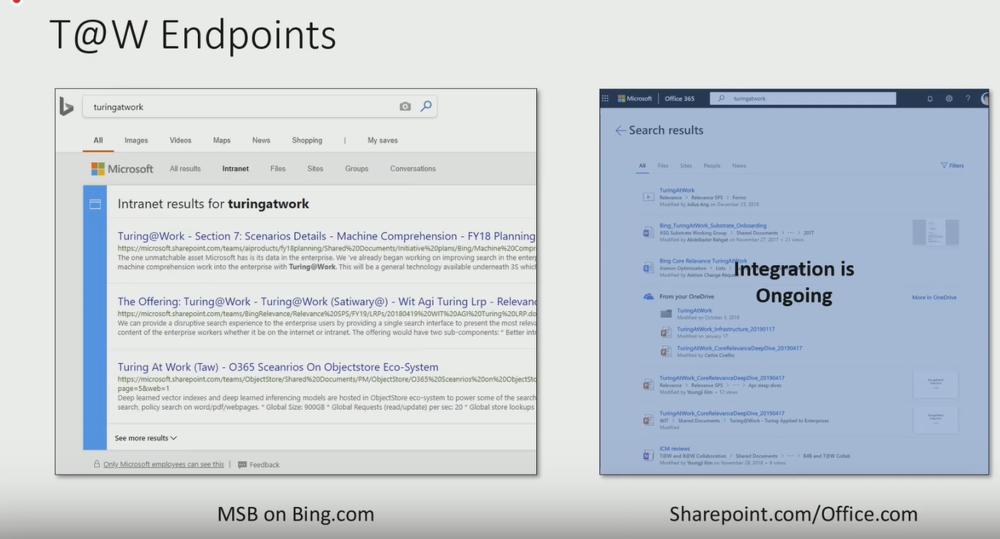 T@W Endpoints
turingatwork
All Images Videos Maps News Shopping | My saves
Microsoft All results Intranet Files Sites Groups Conversations
Intranet results for turingatwork
Turing@Work - Section 7: Scenarios Details - Machine Comprehension - FY18 Planning
https://microsoft.sharepoint.com/teams/aiproducts/fy18planning/Shared%20Documents/Initiative%20plans/Bing/Machine%20Compr
The one unmatchable asset Microsoft has is its data in the enterprise. We 've already began working on improving search in the enterp
machine comprehension work into the enterprise with Turing@Work. This will be a general technology available underneath 3S which
The Offering: Turing@Work - Turing@Work (Satiwary@) - Wit Agi Turing Lrp - Relevanc
https://microsoft.sharepoint.com/teams/BingRelevance/Relevance%20SPS/FY19/LRPs/20180419%20WIT%20AGI%20Turing%20LRP.do
We can provide a disruptive search experience to the enterprise users by providing a single search interface to present the most releva
content of the enterprise workers whether it be on the internet or intranet. The offering would have two sub-components: * Better intr
Turing At Work (Taw) - O365 Sceanrios On Objectstore Eco-System
https://microsoft.sharepoint.com/teams/ObjectStore/Shared%20Documents/PM/ObjectStore/O365%20Sceanrios%20on%20ObjectSto
page=5&web=1
Deep learned vector indexes and deep learned inferencing models are hosted in ObjectStore eco-system to power some of the search
search, policy search on word/pdf/webpages. * Global Size: 900GB * Global Requests (read/update) per sec: 20 * Global store lookups
See more results
Only Microsoft employees can see this | Feedback
MSB on Bing.com
Microsoft | Office 365 turingatwork ?
Search results
All Files Sites People News Filters
TuringAtWork
Relevance > Relevance SPS > Forms
Modified by Julius Ang on December 25, 2018
Bing_TuringAtWork_Substrate_Onboarding
ASG Substrate Working Group > Shared Documents > ··· > 2017
Modified by Abdelbader Bahgat on November 27, 2017 • 21 views
Bing Core Relevance TuringAtWork
Asimov Optimization > Lists >
Modified by Asimov Change Reque
Integration is
Ongoing
From your OneDrive More in OneDrive
TuringAtWork
Modified on October 3, 2018
TuringAtWork_Infrastructure_20190117
Modified on January 17
TuringAtWork_CoreRelevanceDeepDive_20190417
Modified by Carlos Coelho
TuringAtWork_CoreRelevanceDeepDive_20190417
Relevance > Relevance SPS > ··· > Apr deep dives
Modified by Youngji Kim • 12 views
TuringAtWork_CoreRelevanceDeepDive_20190417
WIT > Shared Documents > Turing@Work - Turing Applied to Enterprises
Modified
ICM reviews
T@W and B@W Collaboration > Shared Documents > ··· > B4B and T@W Collab
Modified by Youngji Kim on November 28, 2018 • 6 views
Sharepoint.com/Office.com